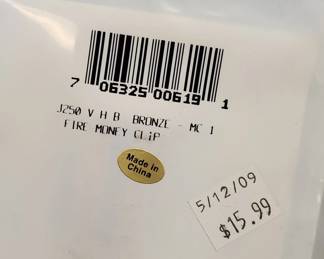 7 06325 00619 1
J250 V H B BRONZE - MC 1
FIRE MONEY CLIP
Made in
China
5/12/09
$15.99